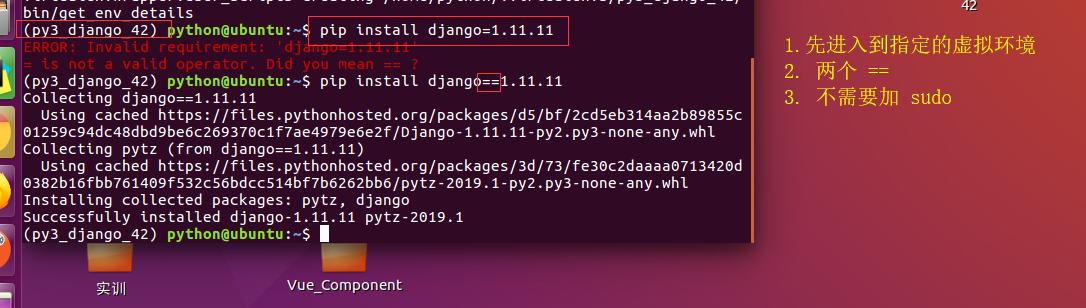 bin/get_env_details
(py3_django_42) python@ubuntu:~$ pip install django=1.11.11
ERROR: Invalid requirement: 'django=1.11.11'
= is not a valid operator. Did you mean == ?
(py3_django_42) python@ubuntu:~$ pip install django==1.11.11
Collecting django==1.11.11
  Using cached https://files.pythonhosted.org/packages/d5/bf/2cd5eb314aa2b89855c
01259c94dc48dbd9be6c269370c1f7ae4979e6e2f/Django-1.11.11-py2.py3-none-any.whl
Collecting pytz (from django==1.11.11)
  Using cached https://files.pythonhosted.org/packages/3d/73/fe30c2daaaa0713420d
0382b16fbb761409f532c56bdcc514bf7b6262bb6/pytz-2019.1-py2.py3-none-any.whl
Installing collected packages: pytz, django
Successfully installed django-1.11.11 pytz-2019.1
(py3_django_42) python@ubuntu:~$
42
1.先进入到指定的虚拟环境
2. 两个 ==
3. 不需要加 sudo
实训
Vue_Component